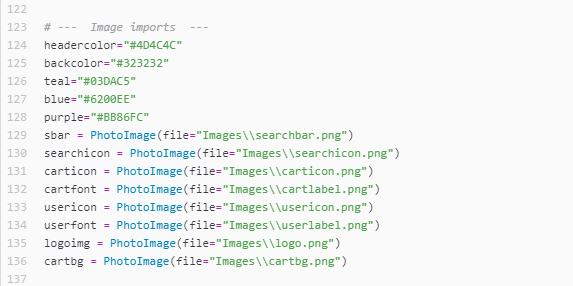 122
123 # ---  Image imports  ---
124 headercolor="#4D4C4C"
125 backcolor="#323232"
126 teal="#03DAC5"
127 blue="#6200EE"
128 purple="#BB86FC"
129 sbar = PhotoImage(file="Images\\searchbar.png")
130 searchicon = PhotoImage(file="Images\\searchicon.png")
131 carticon = PhotoImage(file="Images\\carticon.png")
132 cartfont = PhotoImage(file="Images\\cartlabel.png")
133 usericon = PhotoImage(file="Images\\usericon.png")
134 userfont = PhotoImage(file="Images\\userlabel.png")
135 logoimg = PhotoImage(file="Images\\logo.png")
136 cartbg = PhotoImage(file="Images\\cartbg.png")
137